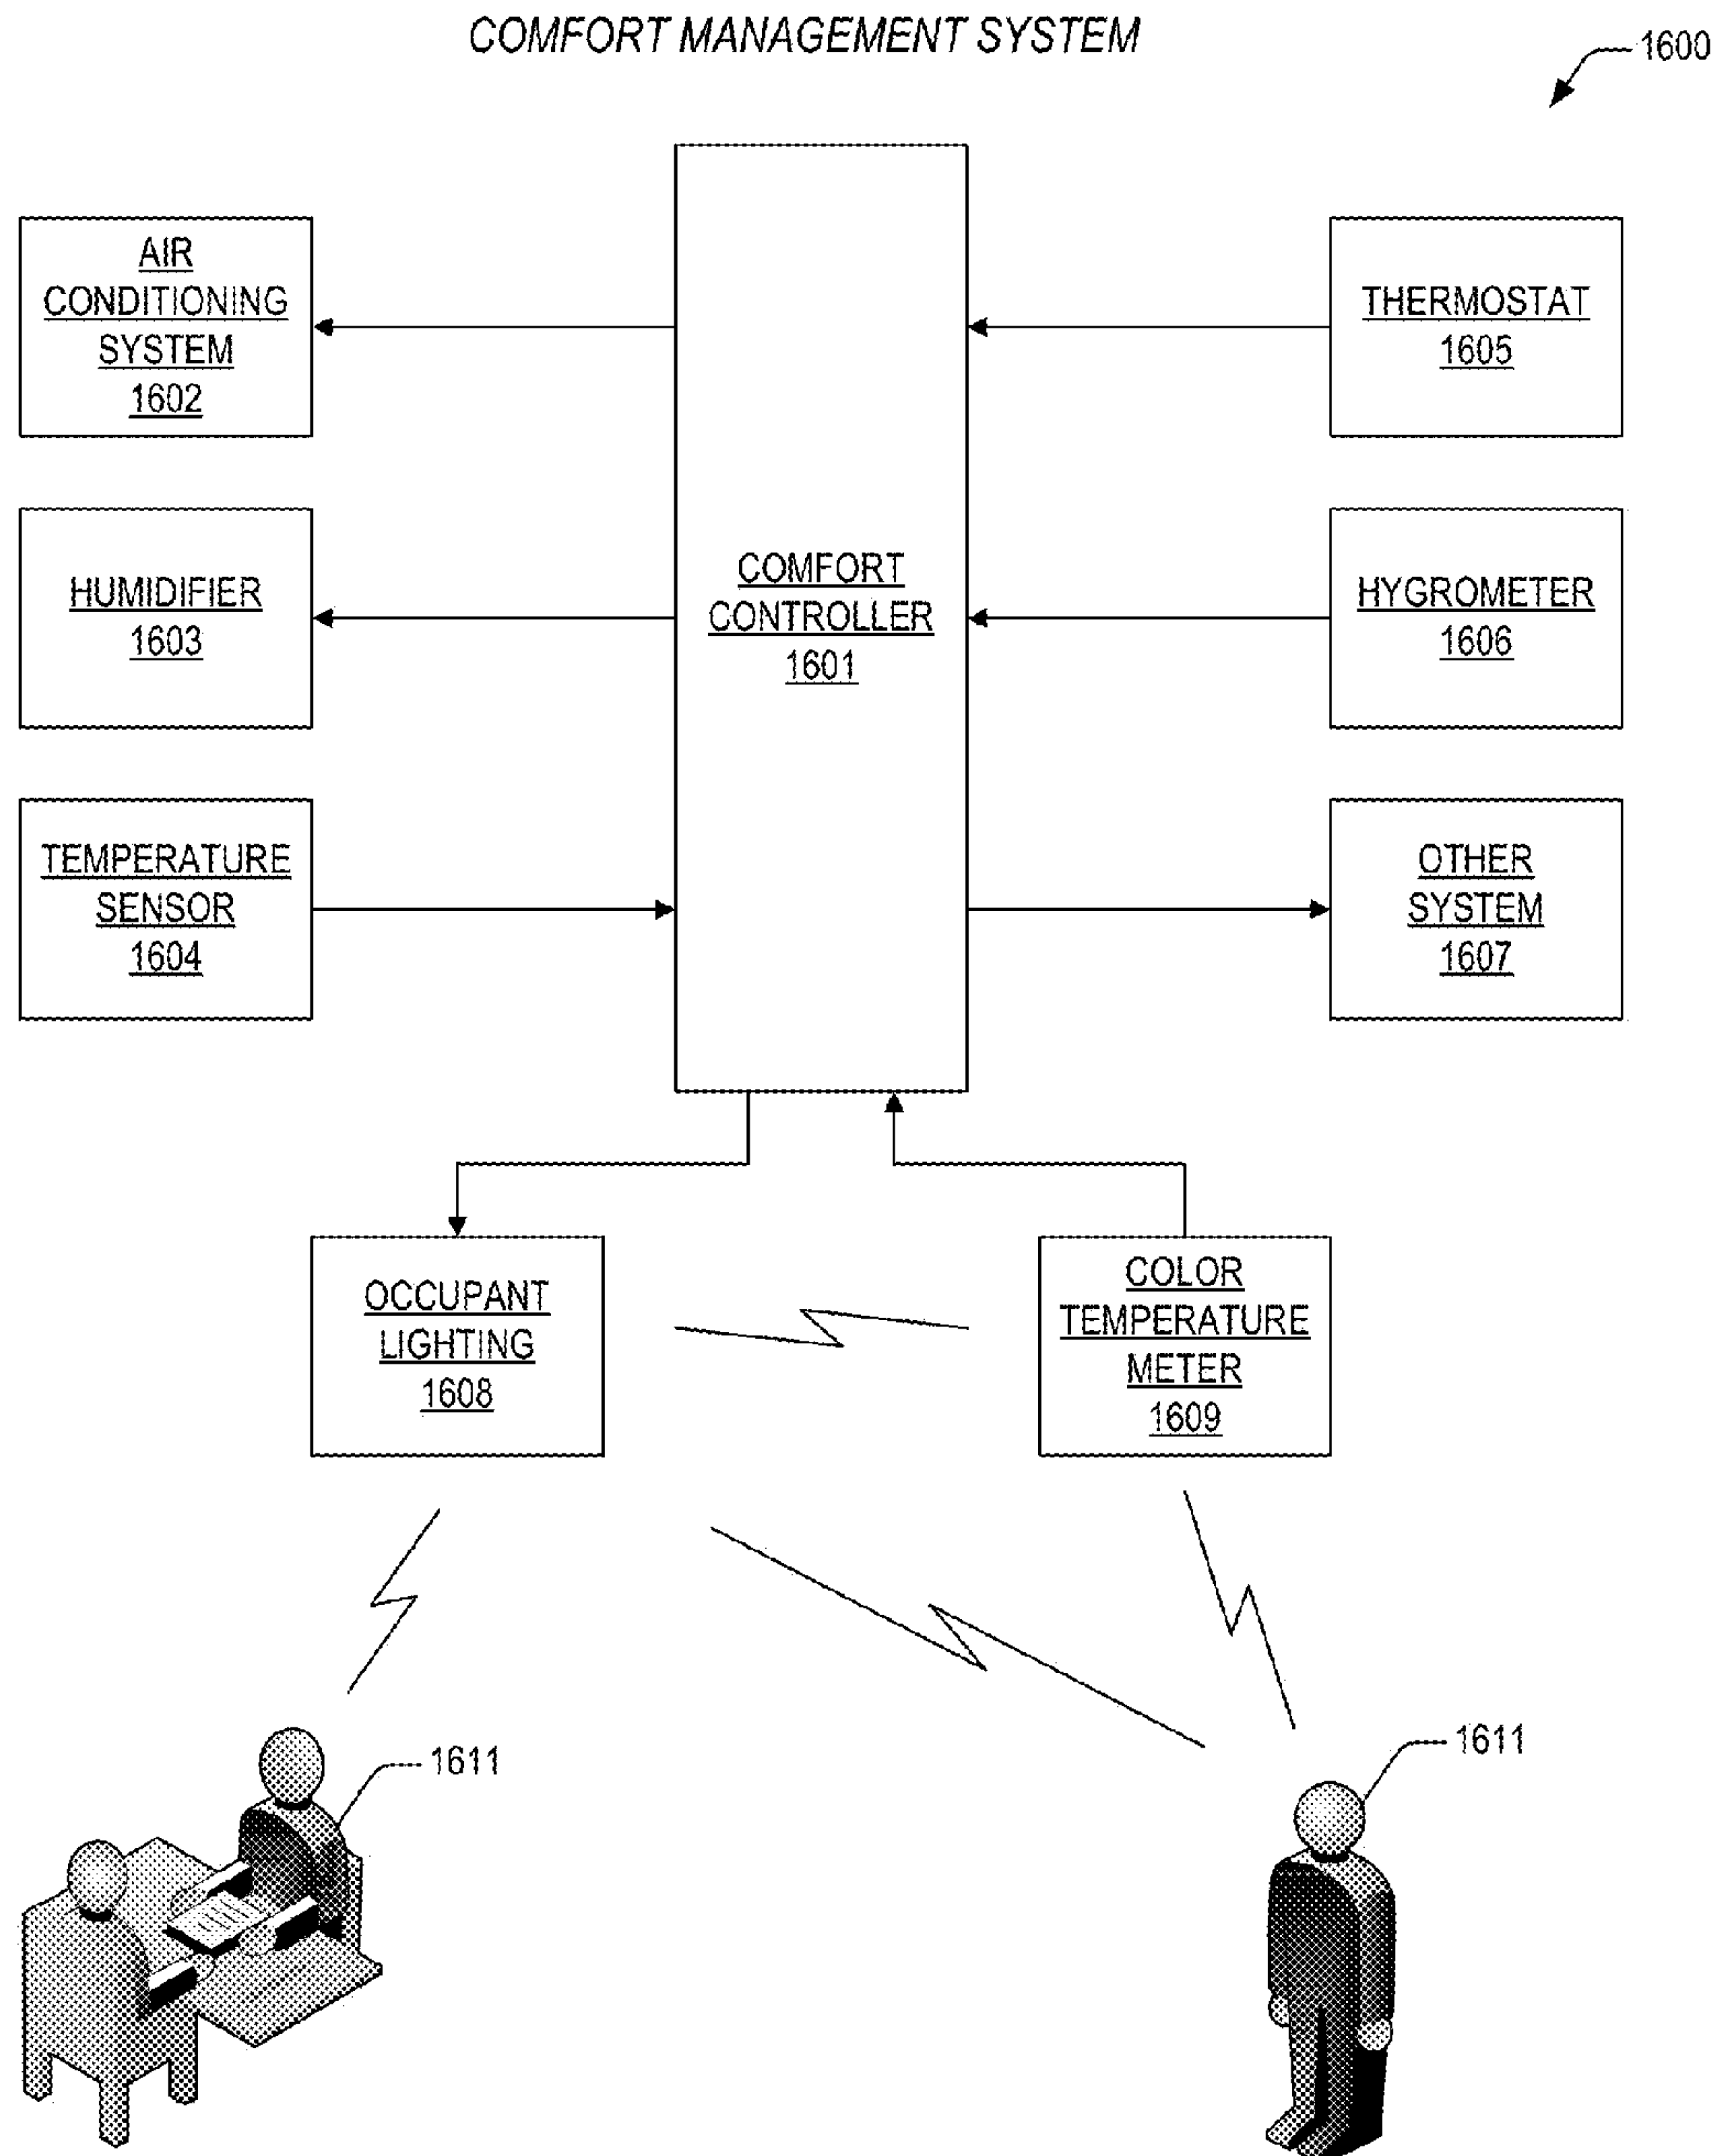 COMFORT MANAGEMENT SYSTEM
1600
AIR
CONDITIONING
SYSTEM
1602
THERMOSTAT
1605
HUMIDIFIER
1603
COMFORT
CONTROLLER
1601
HYGROMETER
1606
TEMPERATURE
SENSOR
1604
OTHER
SYSTEM
1607
OCCUPANT
LIGHTING
1608
COLOR
TEMPERATURE
METER
1609
1611
1611